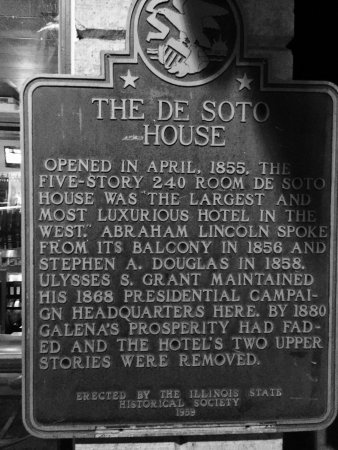 THE DE SOTO
HOUSE
OPENED IN APRIL, 1855, THE
FIVE-STORY 240 ROOM DE SOTO
HOUSE WAS "THE LARGEST AND
MOST LUXURIOUS HOTEL IN THE
WEST." ABRAHAM LINCOLN SPOKE
FROM ITS BALCONY IN 1856 AND
STEPHEN A. DOUGLAS IN 1858.
ULYSSES S. GRANT MAINTAINED
HIS 1868 PRESIDENTIAL CAMPAI-
GN HEADQUARTERS HERE. BY 1880
GALENA'S PROSPERITY HAD FAD-
ED AND THE HOTEL'S TWO UPPER
STORIES WERE REMOVED.
ERECTED BY THE ILLINOIS STATE
HISTORICAL SOCIETY
1959